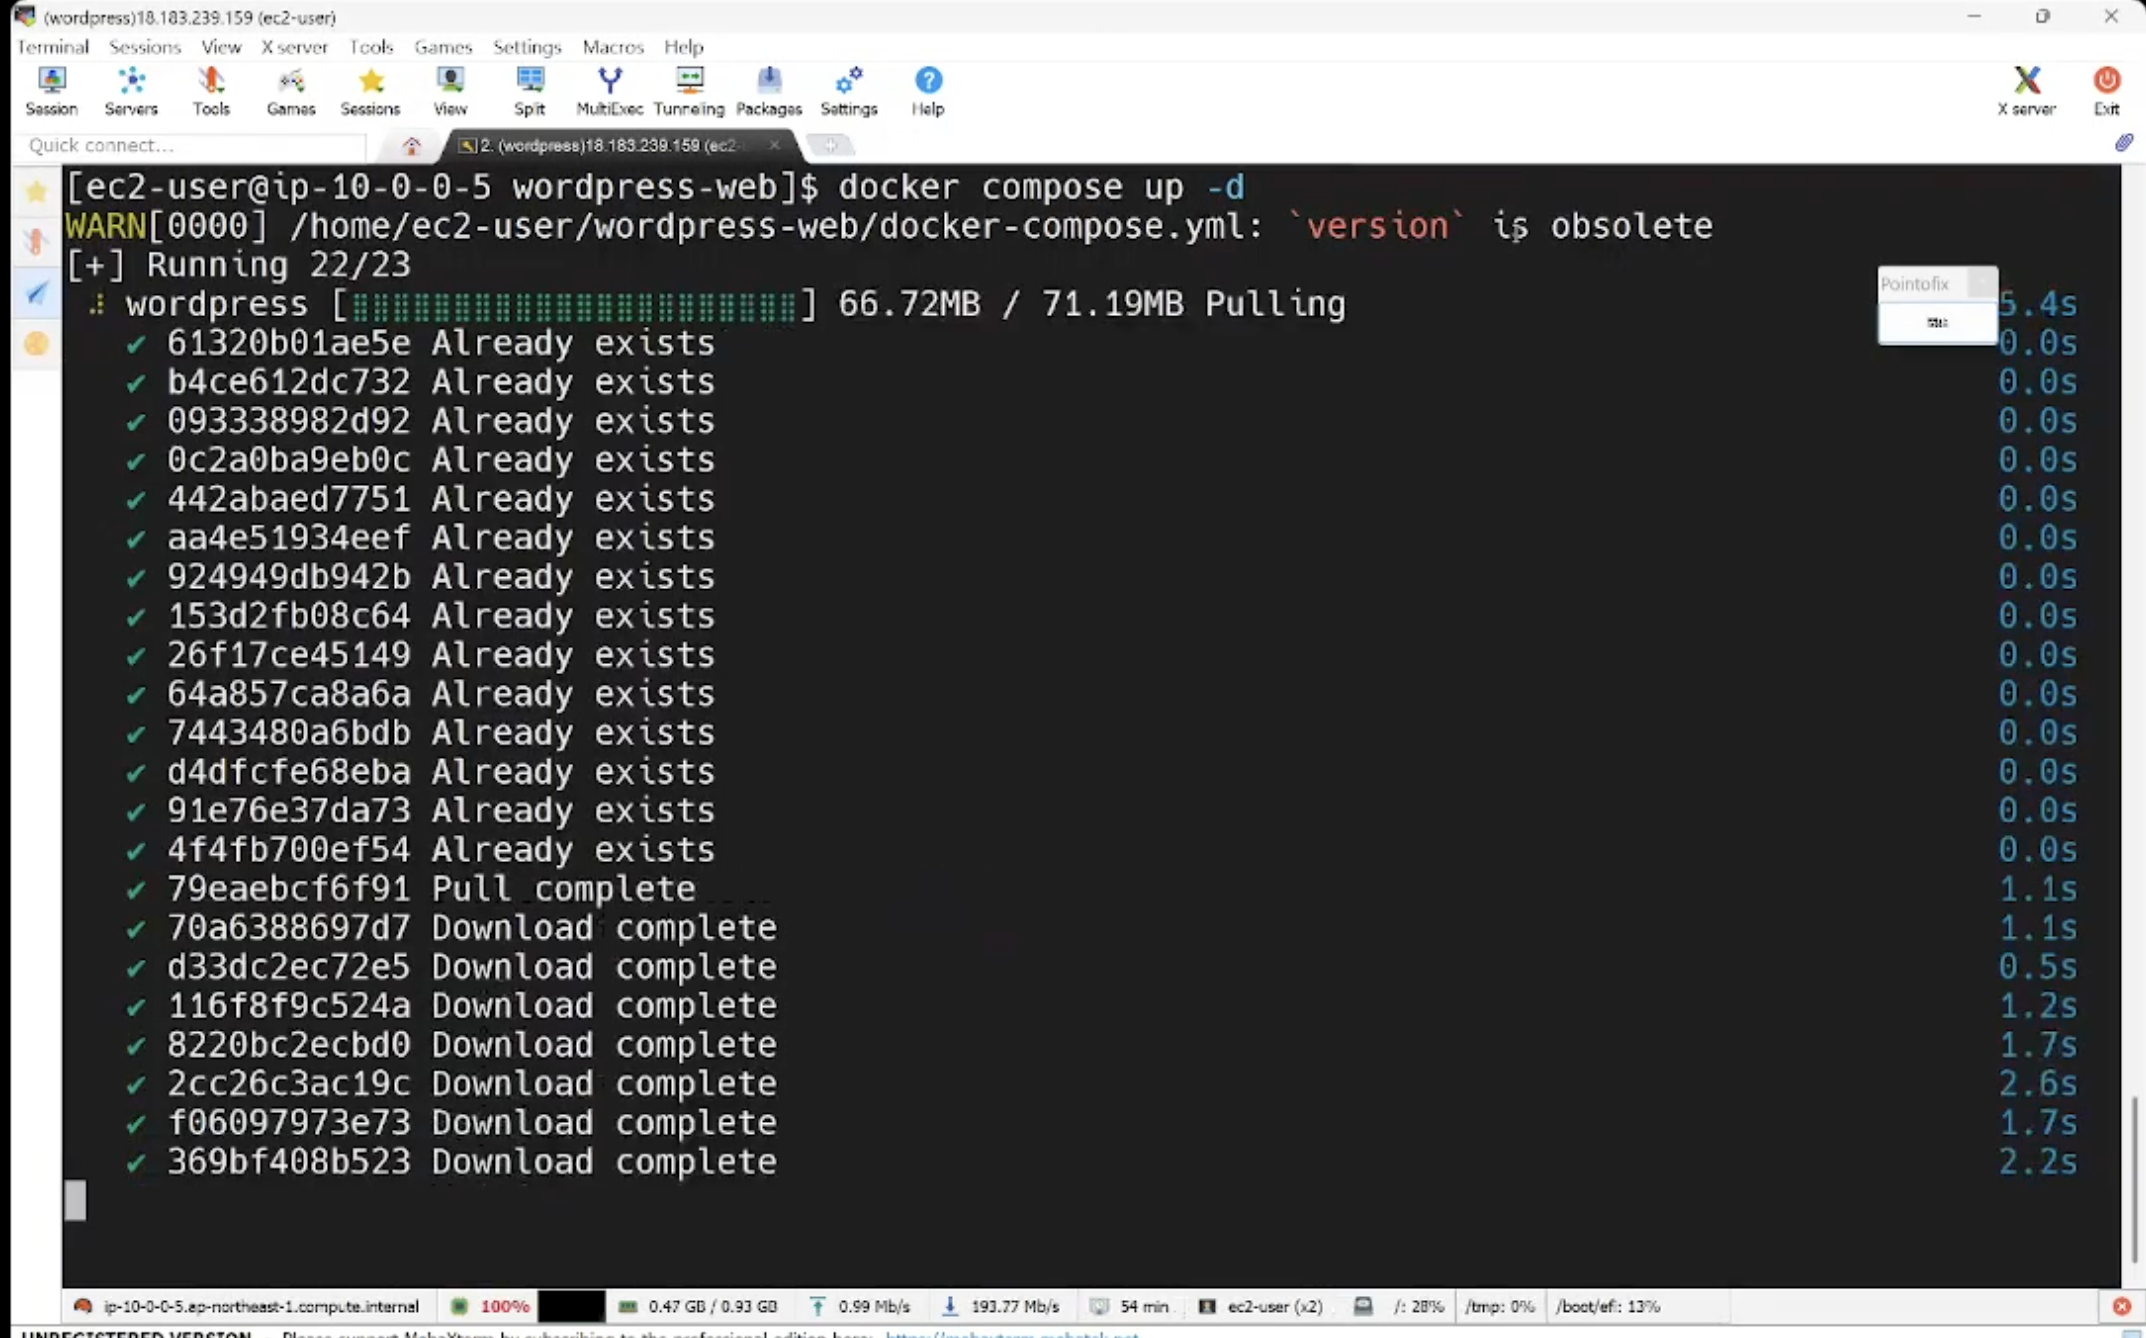 (wordpress)18.183.239.159 (ec2-user)
Terminal Sessions View X server Tools Games Settings Macros Help
Session Servers Tools Games Sessions View Split MultiExec Tunneling Packages Settings Help X server Exit
Quick connect...
2. (wordpress)18.183.239.159 (ec2-
[ec2-user@ip-10-0-0-5 wordpress-web]$ docker compose up -d
WARN[0000] /home/ec2-user/wordpress-web/docker-compose.yml: `version` is obsolete
[+] Running 22/23
wordpress [⣿⣿⣿⣿⣿⣿⣿⣿⣿⣿⣿⣿⣿⣿⣿⣿⣿⣿⣿⣿⣿⣿] 66.72MB / 71.19MB Pulling 5.4s
✔ 61320b01ae5e Already exists 0.0s
✔ b4ce612dc732 Already exists 0.0s
✔ 093338982d92 Already exists 0.0s
✔ 0c2a0ba9eb0c Already exists 0.0s
✔ 442abaed7751 Already exists 0.0s
✔ aa4e51934eef Already exists 0.0s
✔ 924949db942b Already exists 0.0s
✔ 153d2fb08c64 Already exists 0.0s
✔ 26f17ce45149 Already exists 0.0s
✔ 64a857ca8a6a Already exists 0.0s
✔ 7443480a6bdb Already exists 0.0s
✔ d4dfcfe68eba Already exists 0.0s
✔ 91e76e37da73 Already exists 0.0s
✔ 4f4fb700ef54 Already exists 0.0s
✔ 79eaebcf6f91 Pull complete 1.1s
✔ 70a6388697d7 Download complete 1.1s
✔ d33dc2ec72e5 Download complete 0.5s
✔ 116f8f9c524a Download complete 1.2s
✔ 8220bc2ecbd0 Download complete 1.7s
✔ 2cc26c3ac19c Download complete 2.6s
✔ f06097973e73 Download complete 1.7s
✔ 369bf408b523 Download complete 2.2s
Pointofix
ip-10-0-0-5.ap-northeast-1.compute.internal 100% 0.47 GB / 0.93 GB 0.99 Mb/s 193.77 Mb/s 54 min ec2-user (x2) /: 28% /tmp: 0% /boot/efi: 13%
UNREGISTERED VERSION - Please support MobaXterm by subscribing to the professional edition here: https://mobaxterm.mobatek.net